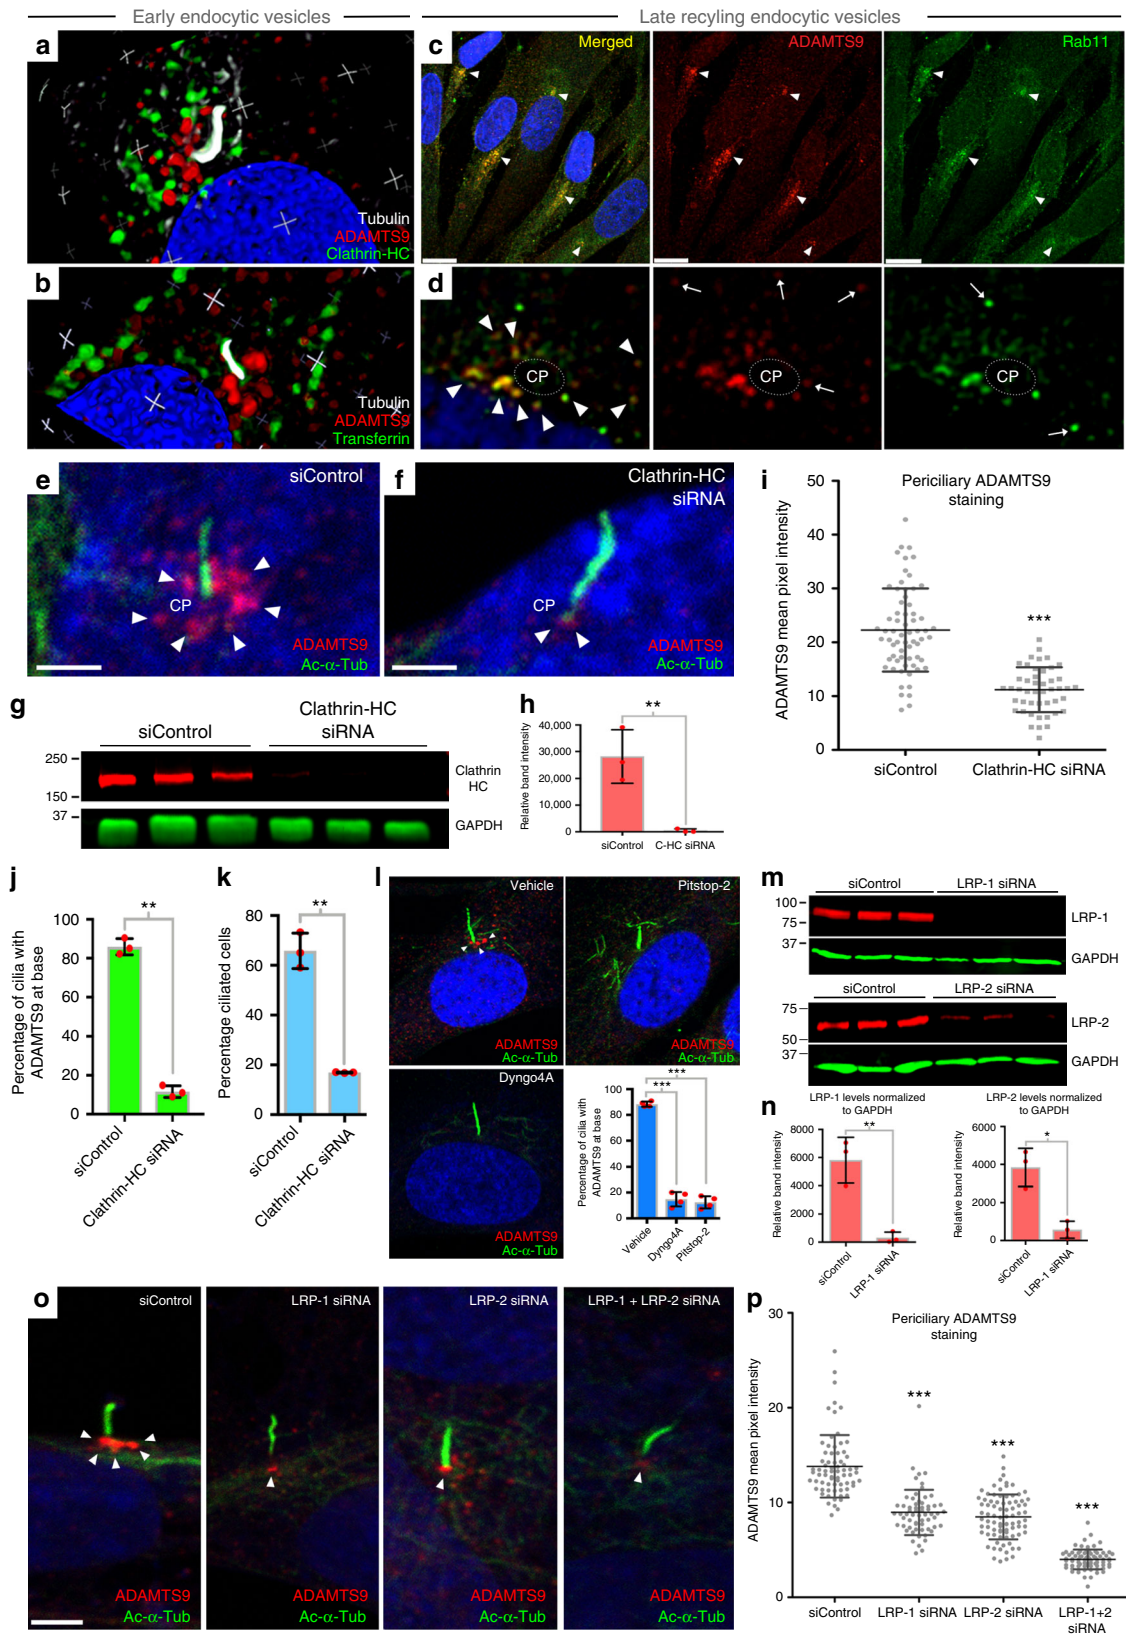 Early endocytic vesicles
Late recyling endocytic vesicles
a
Tubulin
ADAMTS9
Clathrin-HC
b
Tubulin
ADAMTS9
Transferrin
c
Merged
ADAMTS9
Rab11
d
CP
CP
CP
e
siControl
CP
ADAMTS9
Ac-α-Tub
f
Clathrin-HC
siRNA
CP
ADAMTS9
Ac-α-Tub
i
Periciliary ADAMTS9
staining
ADAMTS9 mean pixel intensity
50
40
30
20
10
0
***
siControl
Clathrin-HC siRNA
g
siControl
Clathrin-HC
siRNA
250
150
37
Clathrin
HC
GAPDH
h
**
Relative band intensity
40,000
30,000
20,000
10,000
0
siControl
C-HC siRNA
j
**
Percentage of cilia with
ADAMTS9 at base
100
80
60
40
20
0
siControl
Clathrin-HC siRNA
k
**
Percentage ciliated cells
80
60
40
20
0
siControl
Clathrin-HC siRNA
l
Vehicle
ADAMTS9
Ac-α-Tub
Pitstop-2
ADAMTS9
Ac-α-Tub
Dyngo4A
ADAMTS9
Ac-α-Tub
***
***
Percentage of cilia with
ADAMTS9 at base
100
80
60
40
20
0
Vehicle
Dyngo4A
Pitstop-2
m
siControl
LRP-1 siRNA
100
75
37
LRP-1
GAPDH
siControl
LRP-2 siRNA
75
50
37
LRP-2
GAPDH
n
LRP-1 levels normalized
to GAPDH
**
Relative band intensity
8000
6000
4000
2000
0
siControl
LRP-1 siRNA
LRP-2 levels normalized
to GAPDH
*
Relative band intensity
6000
4000
2000
0
siControl
LRP-1 siRNA
o
siControl
ADAMTS9
Ac-α-Tub
LRP-1 siRNA
ADAMTS9
Ac-α-Tub
LRP-2 siRNA
ADAMTS9
Ac-α-Tub
LRP-1 + LRP-2 siRNA
ADAMTS9
Ac-α-Tub
p
Periciliary ADAMTS9
staining
ADAMTS9 mean pixel intensity
30
20
10
0
***
***
***
siControl
LRP-1 siRNA
LRP-2 siRNA
LRP-1+2
siRNA